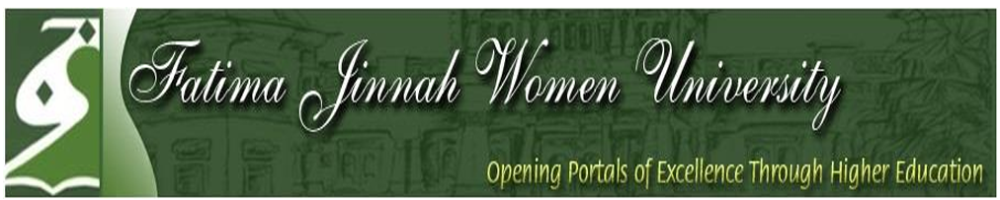 Fatima Jinnah Women University
Opening Portals of Excellence Through Higher Education